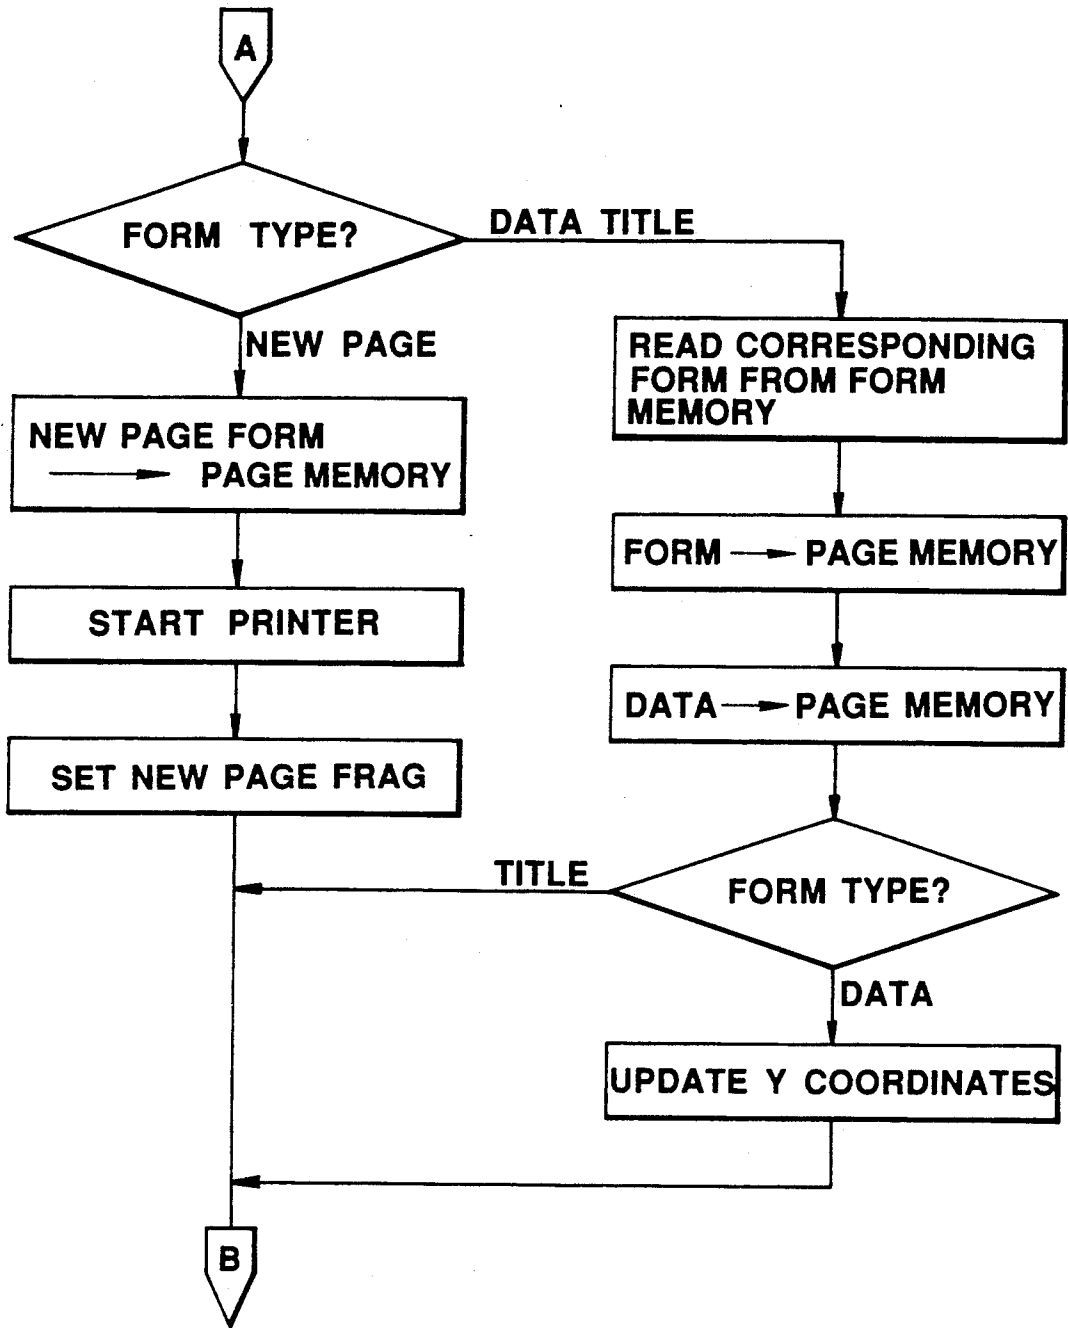 A
FORM TYPE?
DATA TITLE
NEW PAGE
NEW PAGE FORM
→ PAGE MEMORY
START PRINTER
SET NEW PAGE FRAG
READ CORRESPONDING
FORM FROM FORM
MEMORY
FORM → PAGE MEMORY
DATA → PAGE MEMORY
FORM TYPE?
TITLE
DATA
UPDATE Y COORDINATES
B